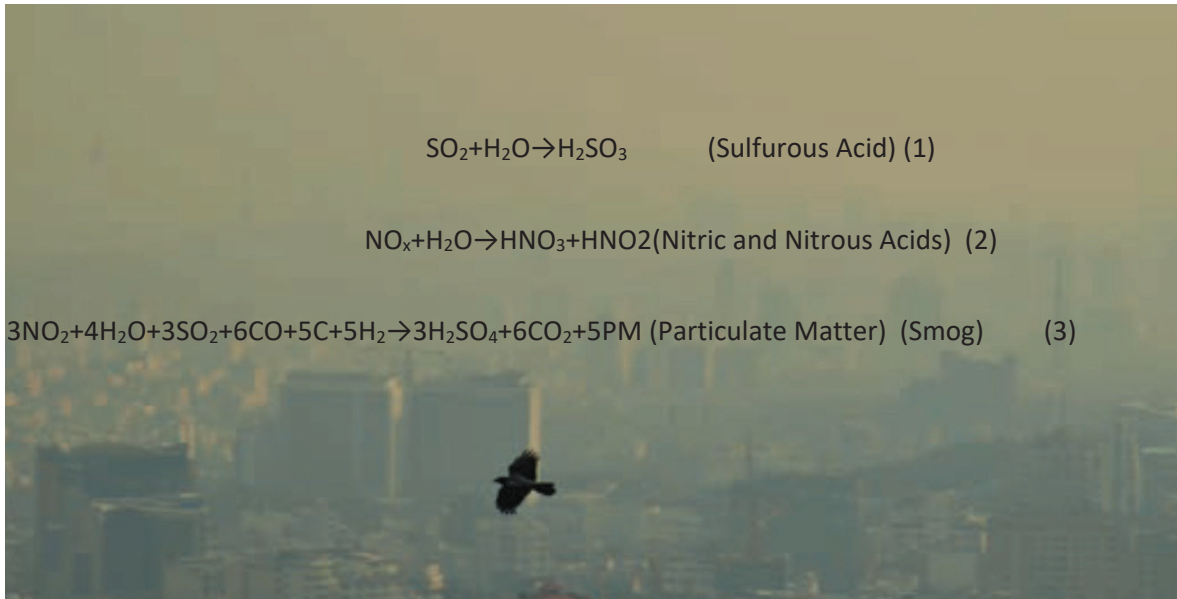 SO₂+H₂O→H₂SO₃ (Sulfurous Acid) (1)
NOₓ+H₂O→HNO₃+HNO2(Nitric and Nitrous Acids) (2)
3NO₂+4H₂O+3SO₂+6CO+5C+5H₂→3H₂SO₄+6CO₂+5PM (Particulate Matter) (Smog) (3)